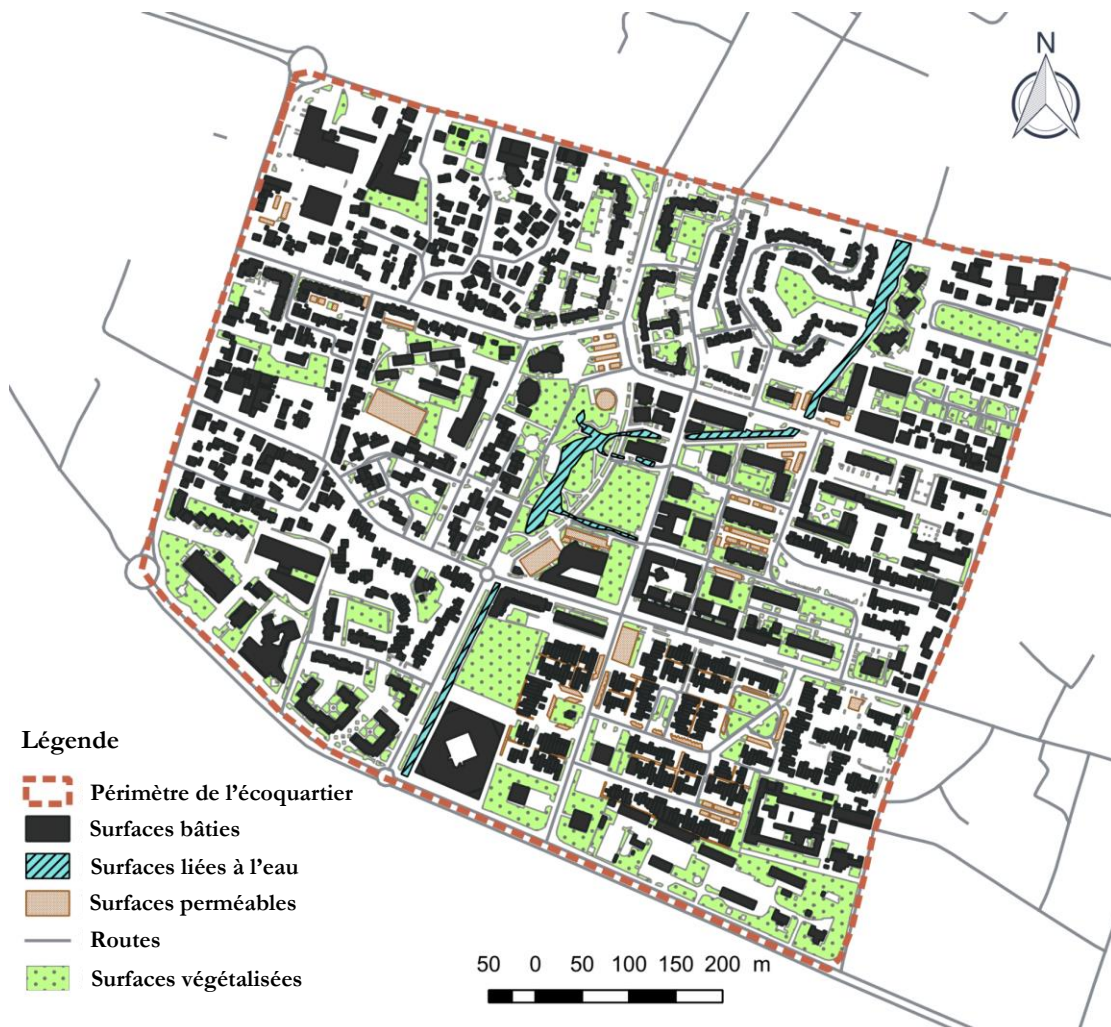 N
Légende
Périmètre de l'écoquartier
Surfaces bâties
Surfaces liées à l'eau
Surfaces perméables
Routes
Surfaces végétalisées
50 0 50 100 150 200 m